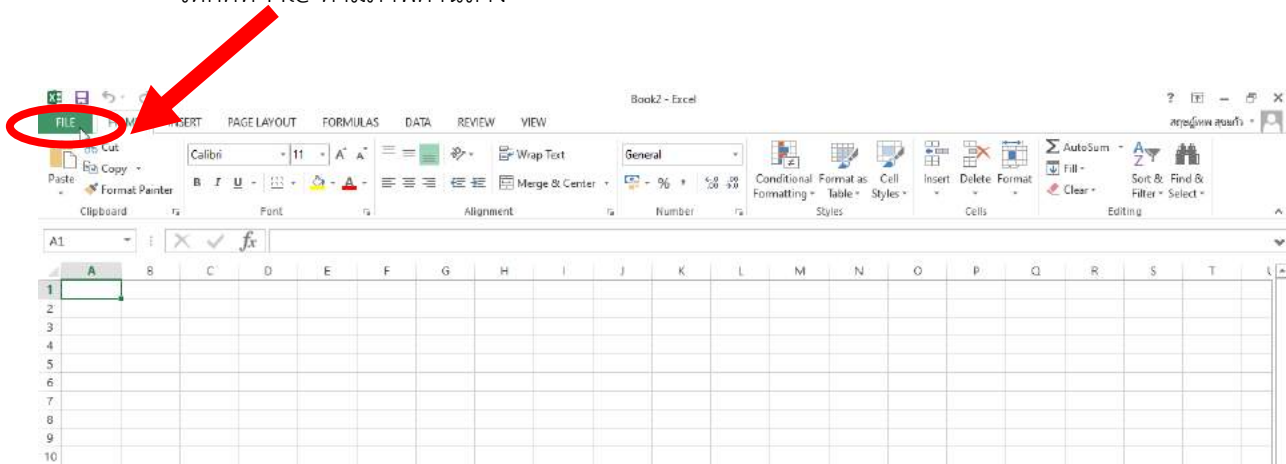 Book2 - Excel
FILE INSERT PAGE LAYOUT FORMULAS DATA REVIEW VIEW
Cut
Copy
Format Painter
Paste
Calibri 11
B I U
Wrap Text
Merge & Center
General
% ,
Conditional Formatting
Format as Table
Cell Styles
Insert Delete Format
AutoSum
Fill
Clear
Sort & Filter
Find & Select
Clipboard Font Alignment Number Styles Cells Editing
A1 fx
A B C D E F G H I J K L M N O P Q R S T
1
2
3
4
5
6
7
8
9
10